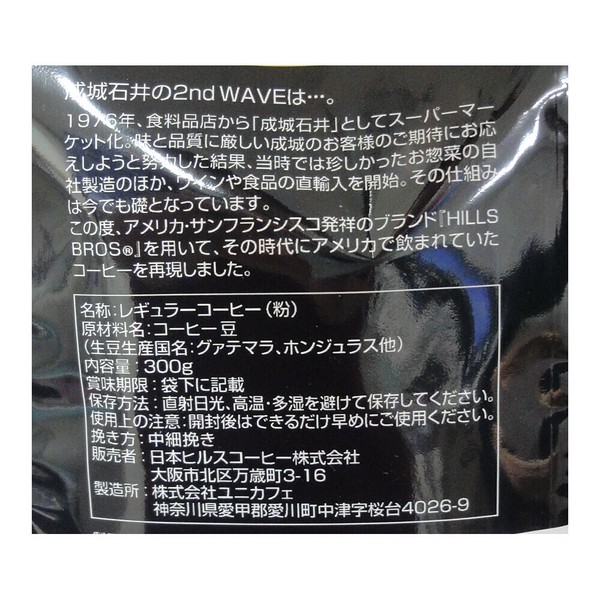 成城石井の2nd WAVEは…。
1976年、食料品店から「成城石井」としてスーパーマー
ケット化。味と品質に厳しい成城のお客様のご期待にお応
えしようと努力した結果、当時では珍しかったお惣菜の自
社製造のほか、ワインや食品の直輸入を開始。その仕組み
は今でも礎となっています。
この度、アメリカ・サンフランシスコ発祥のブランド『HILLS
BROS®』を用いて、その時代にアメリカで飲まれていた
コーヒーを再現しました。
名称:レギュラーコーヒー(粉)
原材料名:コーヒー豆
(生豆生産国名:グァテマラ、ホンジュラス他)
内容量:300g
賞味期限:袋下に記載
保存方法:直射日光、高温・多湿を避けて保存してください。
使用上の注意:開封後はできるだけ早めにご使用ください。
挽き方:中細挽き
販売者:日本ヒルスコーヒー株式会社
大阪市北区万歳町3-16
製造所:株式会社ユニカフェ
神奈川県愛甲郡愛川町中津字桜台4026-9